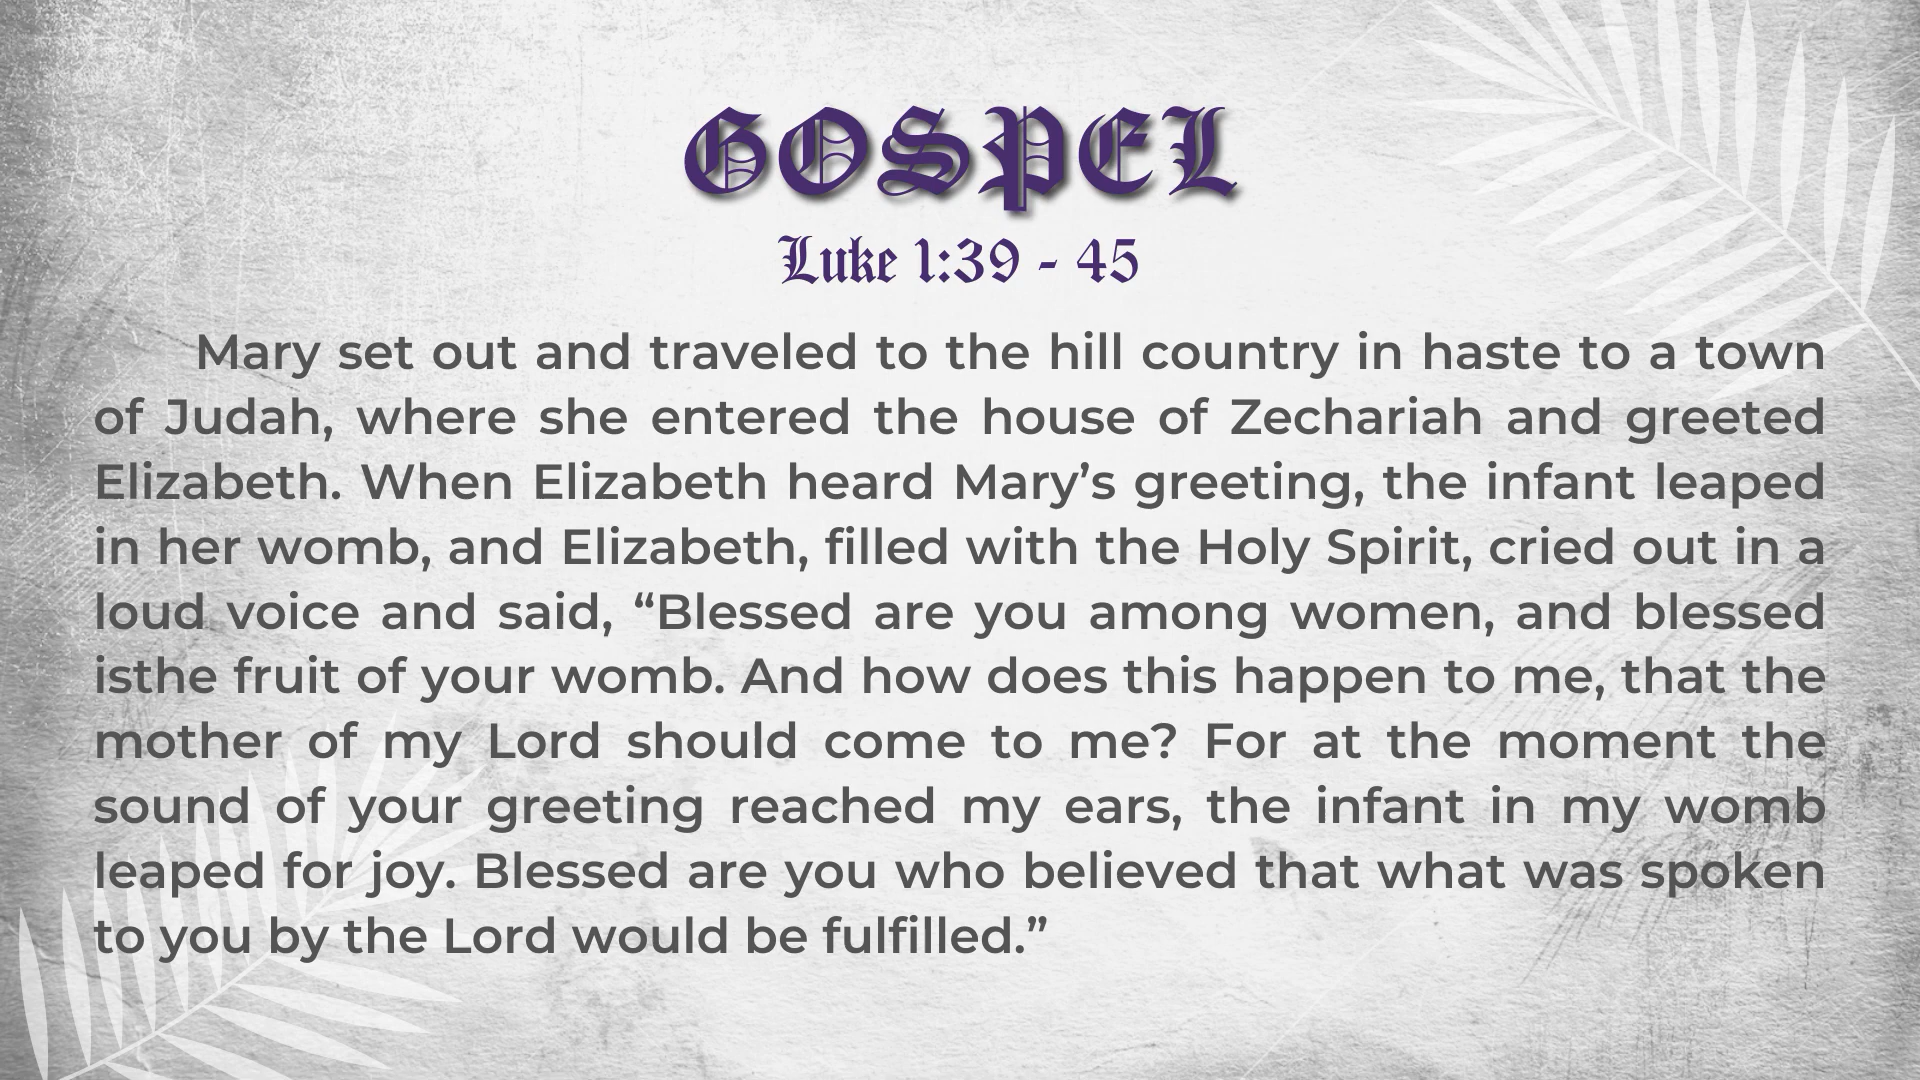 GOSPEL
Luke 1:39 - 45
Mary set out and traveled to the hill country in haste to a town
of Judah, where she entered the house of Zechariah and greeted
Elizabeth. When Elizabeth heard Mary’s greeting, the infant leaped
in her womb, and Elizabeth, filled with the Holy Spirit, cried out in a
loud voice and said, “Blessed are you among women, and blessed
isthe fruit of your womb. And how does this happen to me, that the
mother of my Lord should come to me? For at the moment the
sound of your greeting reached my ears, the infant in my womb
leaped for joy. Blessed are you who believed that what was spoken
to you by the Lord would be fulfilled.”